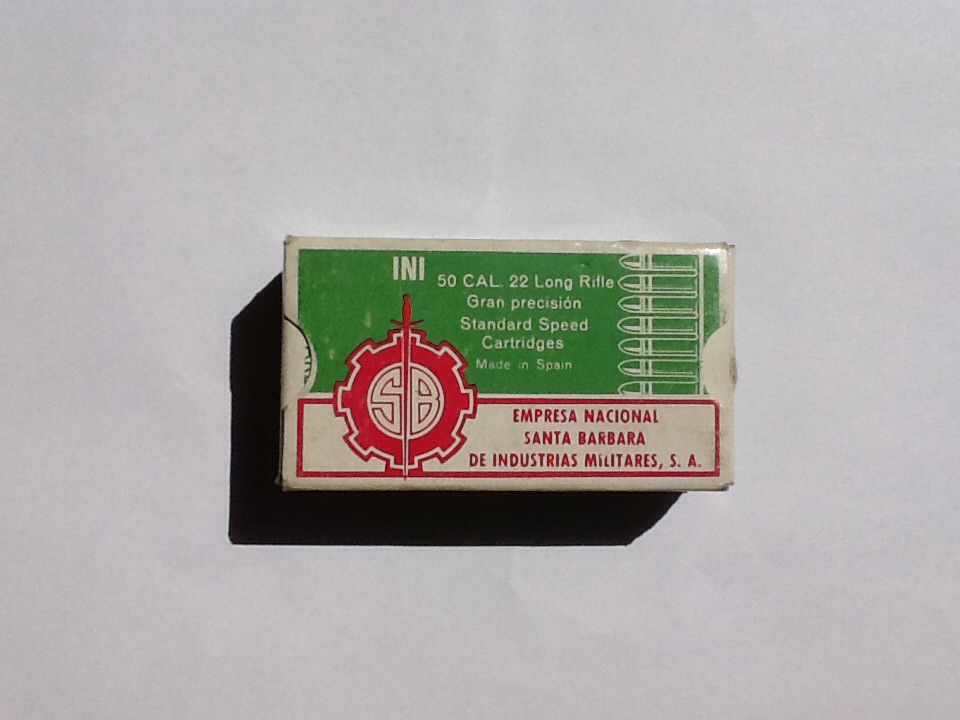 INI
50 CAL. 22 Long Rifle
Gran precisión
Standard Speed
Cartridges
Made in Spain
SB
EMPRESA NACIONAL
SANTA BARBARA
DE INDUSTRIAS MILITARES, S. A.